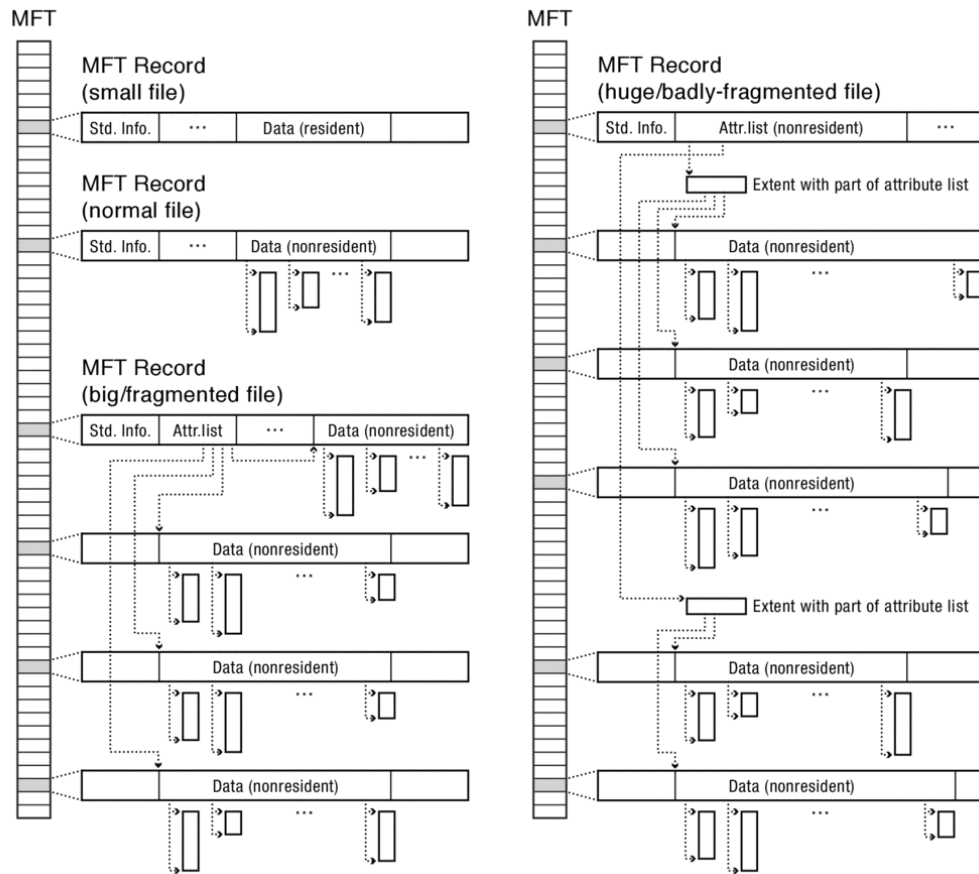 MFT
MFT Record
(small file)
Std. Info.
···
Data (resident)
MFT Record
(normal file)
Std. Info.
···
Data (nonresident)
···
MFT Record
(big/fragmented file)
Std. Info.
Attr.list
···
Data (nonresident)
···
Data (nonresident)
···
Data (nonresident)
···
Data (nonresident)
···
MFT
MFT Record
(huge/badly-fragmented file)
Std. Info.
Attr.list (nonresident)
···
Extent with part of attribute list
Data (nonresident)
···
Data (nonresident)
···
Data (nonresident)
···
Extent with part of attribute list
Data (nonresident)
···
Data (nonresident)
···